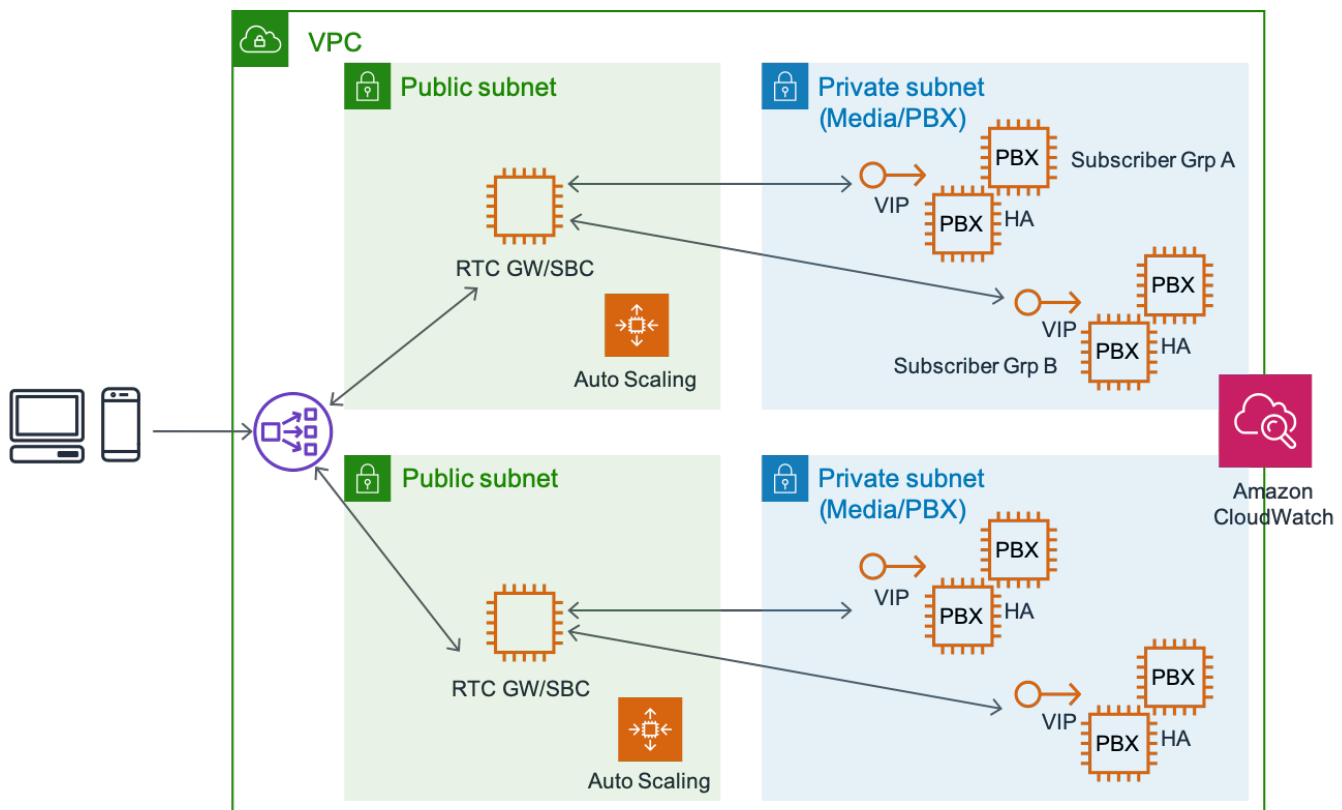 VPC
Public subnet
RTC GW/SBC
Auto Scaling
Private subnet
(Media/PBX)
PBX
Subscriber Grp A
VIP
PBX
HA
PBX
VIP
PBX
HA
Subscriber Grp B
Amazon
CloudWatch
Public subnet
RTC GW/SBC
Auto Scaling
Private subnet
(Media/PBX)
PBX
VIP
PBX
HA
PBX
VIP
PBX
HA